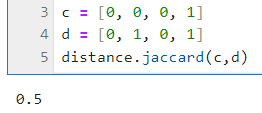 3 c = [0, 0, 0, 1]
4 d = [0, 1, 0, 1]
5 distance.jaccard(c,d)
0.5